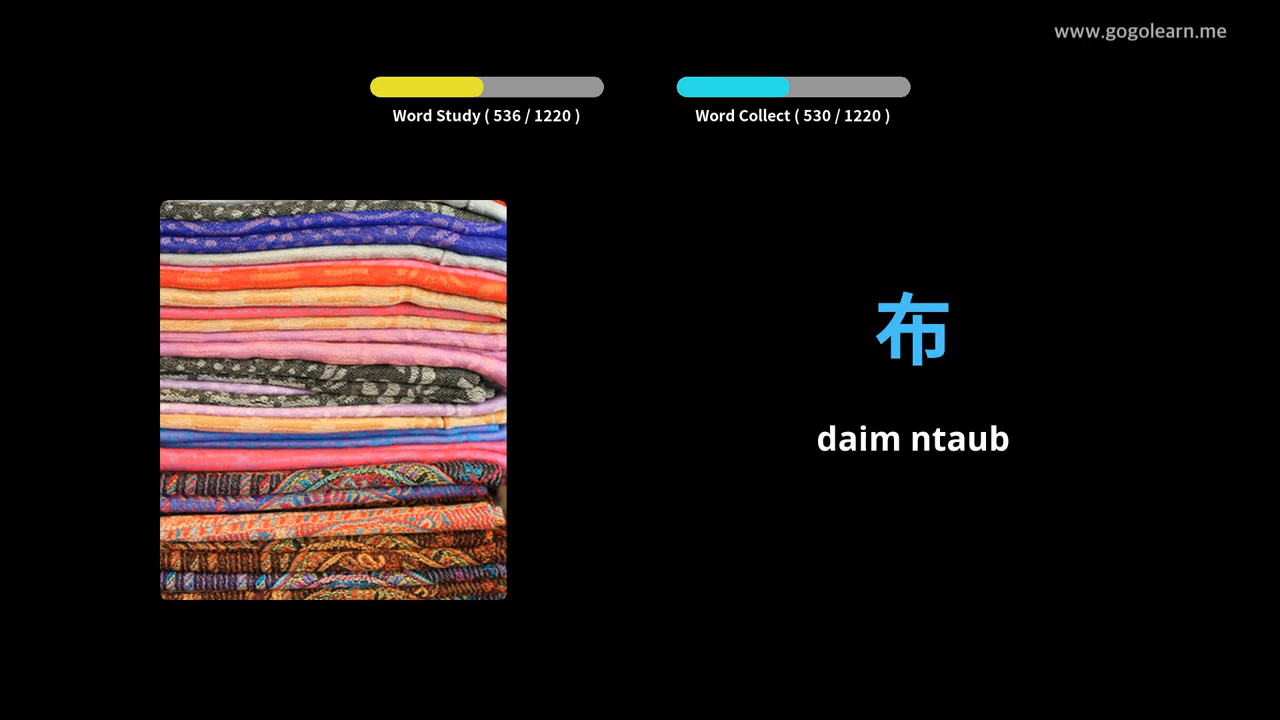 www.gogolearn.me
Word Study ( 536 / 1220 )
Word Collect ( 530 / 1220 )
布
daim ntaub